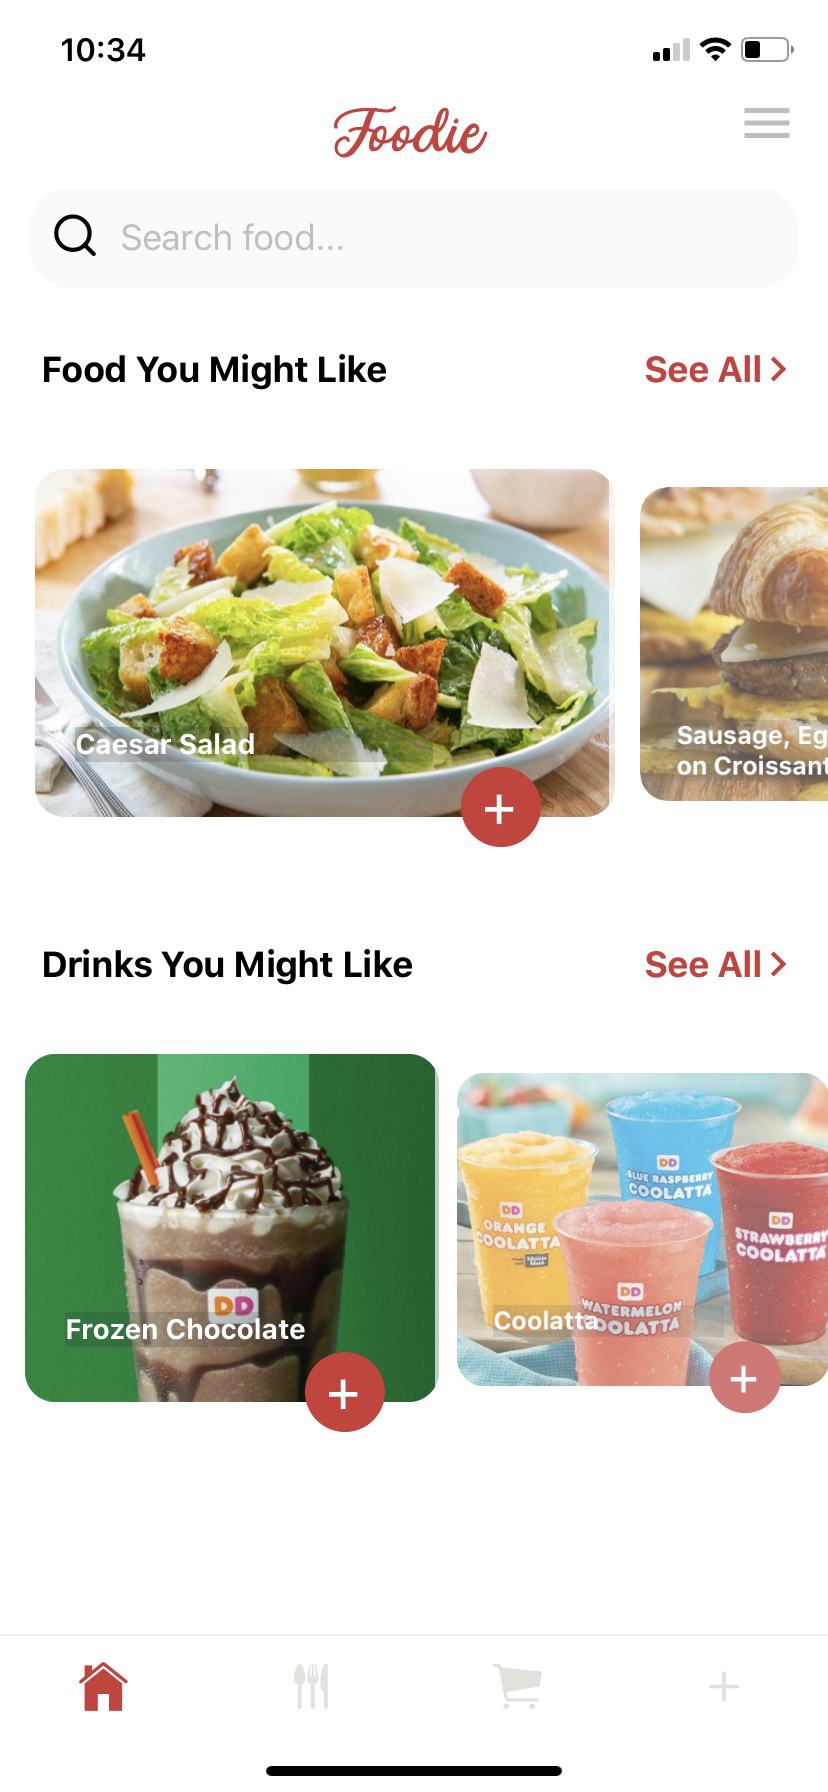 10:34
Foodie
Search food...
Food You Might Like
See All >
Caesar Salad
Sausage, Eg
on Croissant
Drinks You Might Like
See All >
DD
Frozen Chocolate
DD
BLUE RASPBERRY
COOLATTA
DD
ORANGE
COOLATTA
Minute
Maid
DD
STRAWBERRY
COOLATTA
DD
WATERMELON
COOLATTA
Coolatta